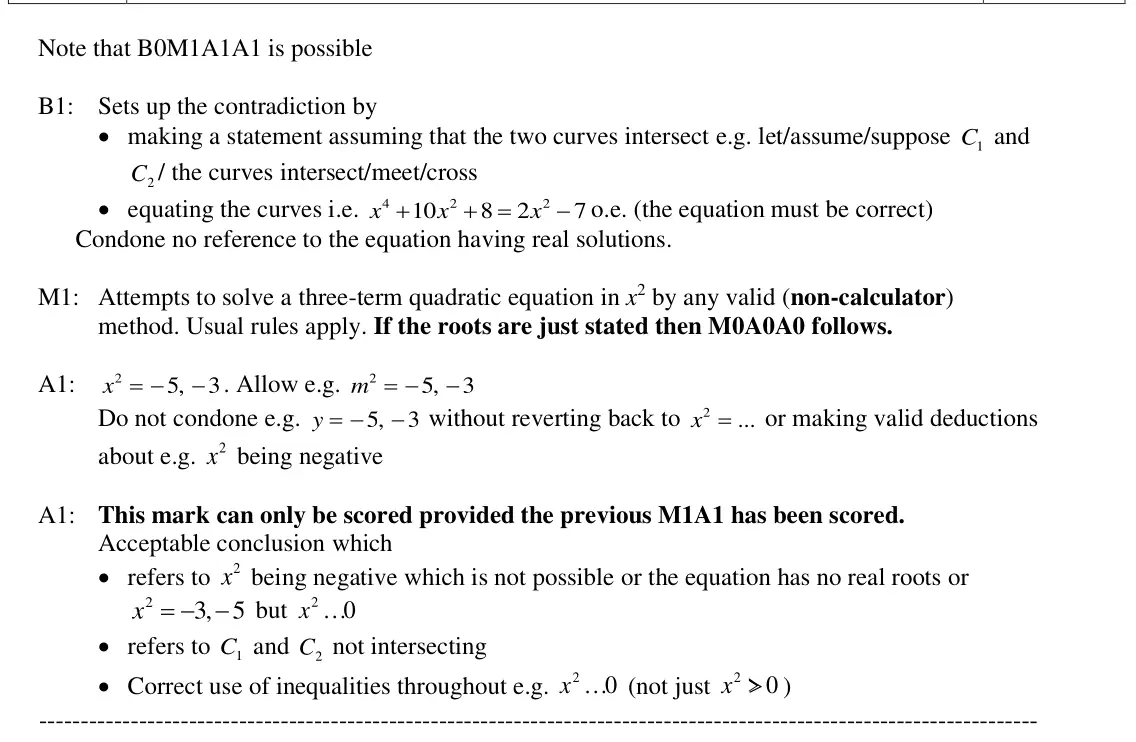 Note that B0M1A1A1 is possible
B1: Sets up the contradiction by
• making a statement assuming that the two curves intersect e.g. let/assume/suppose C₁ and
C₂/ the curves intersect/meet/cross
• equating the curves i.e. x⁴ +10x² +8 = 2x² − 7 o.e. (the equation must be correct)
Condone no reference to the equation having real solutions.
M1: Attempts to solve a three-term quadratic equation in x² by any valid (non-calculator)
method. Usual rules apply. If the roots are just stated then M0A0A0 follows.
A1: x² = −5, −3. Allow e.g. m² = −5, −3
Do not condone e.g. y = −5, −3 without reverting back to x² = ... or making valid deductions
about e.g. x² being negative
A1: This mark can only be scored provided the previous M1A1 has been scored.
Acceptable conclusion which
• refers to x² being negative which is not possible or the equation has no real roots or
x² = −3, −5 but x² …0
• refers to C₁ and C₂ not intersecting
• Correct use of inequalities throughout e.g. x² …0 (not just x² > 0 )